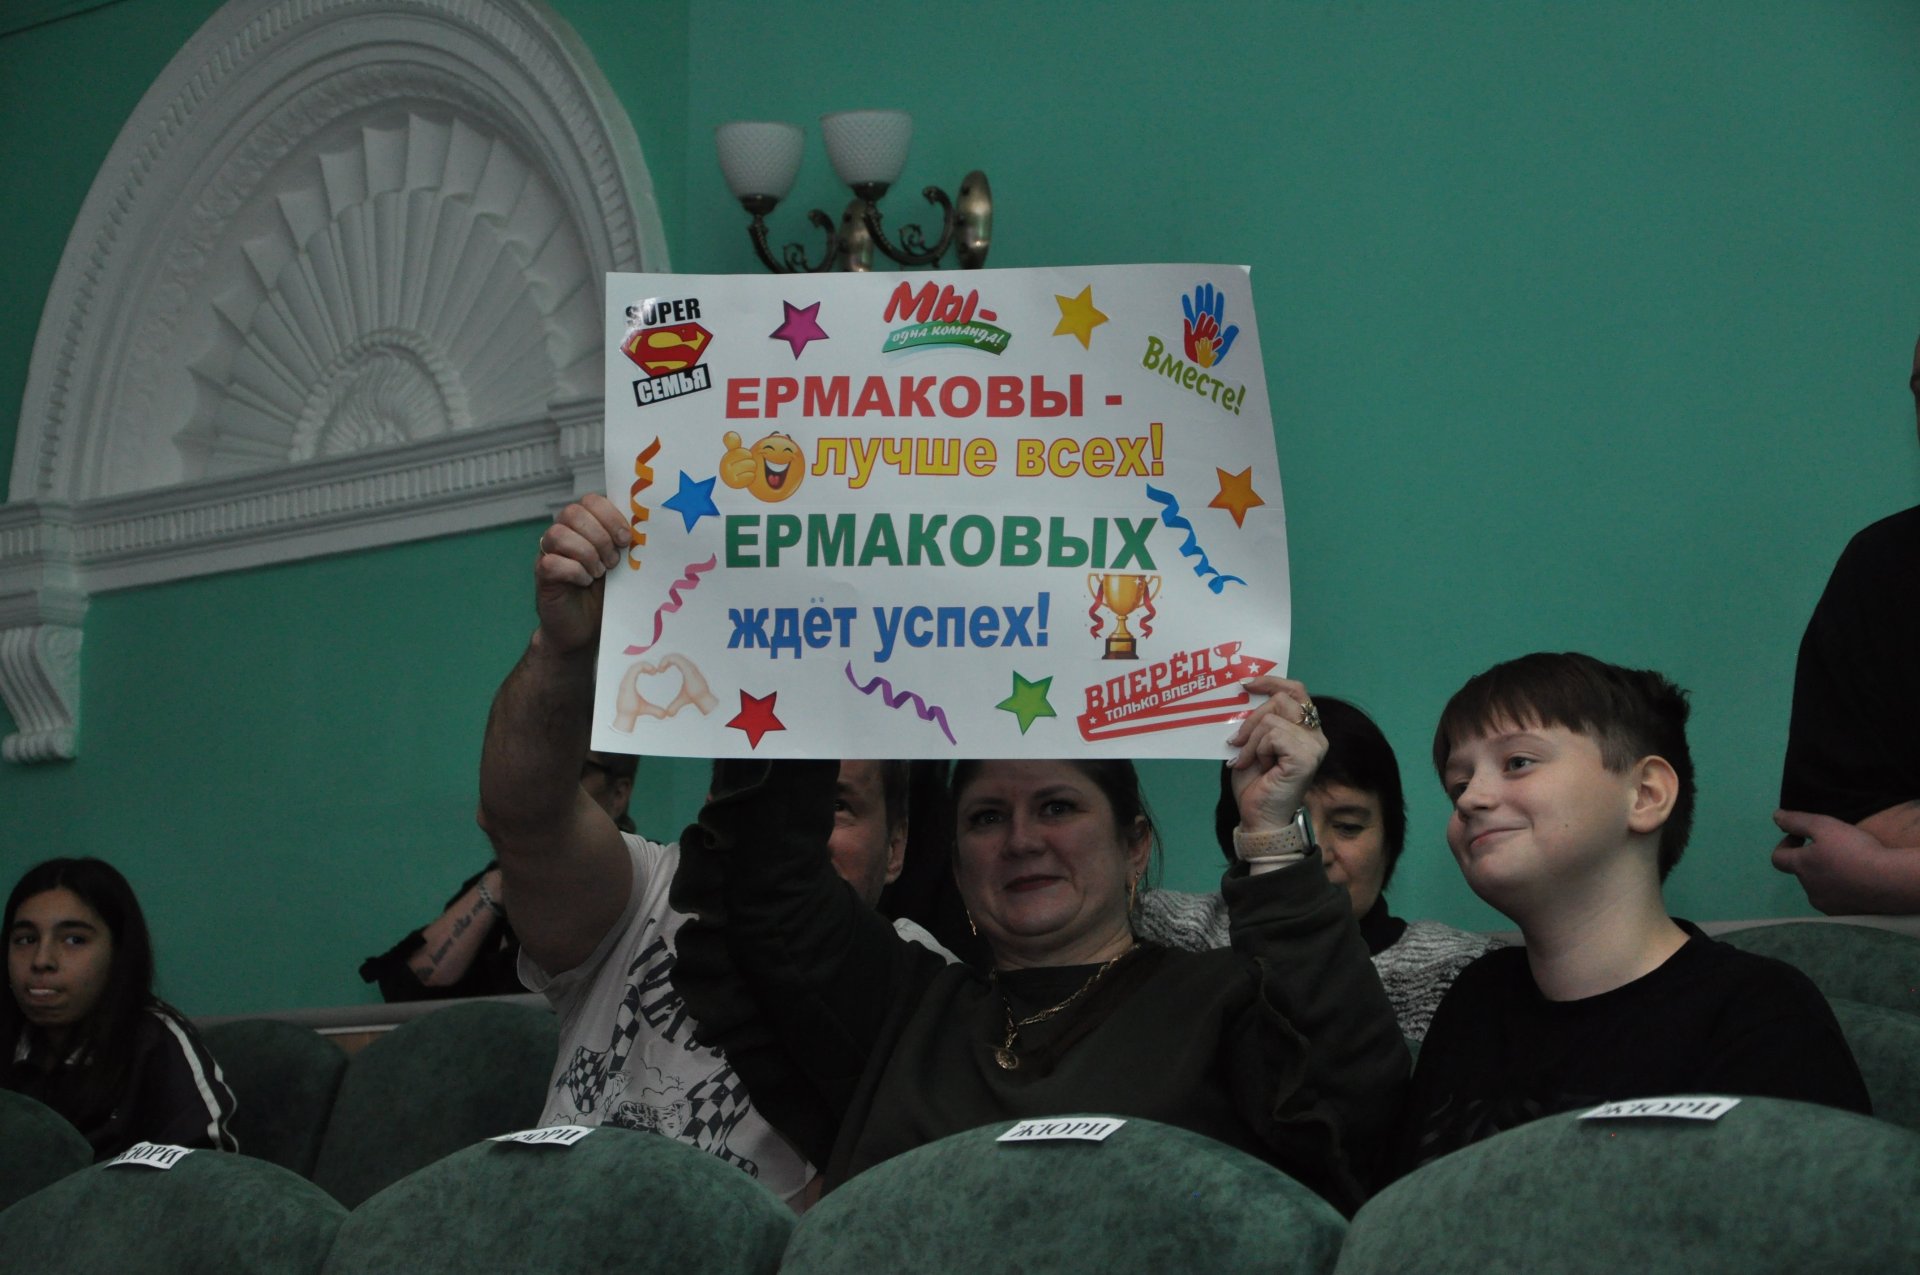 SUPER
СЕМЬЯ
Мы-
одна команда!
Вместе!
ЕРМАКОВЫ -
лучше всех!
ЕРМАКОВЫХ
ждёт успех!
ВПЕРЁД
ТОЛЬКО ВПЕРЁД
ЖЮРИ
ЖЮРИ
ЖЮРИ
ЖЮРИ